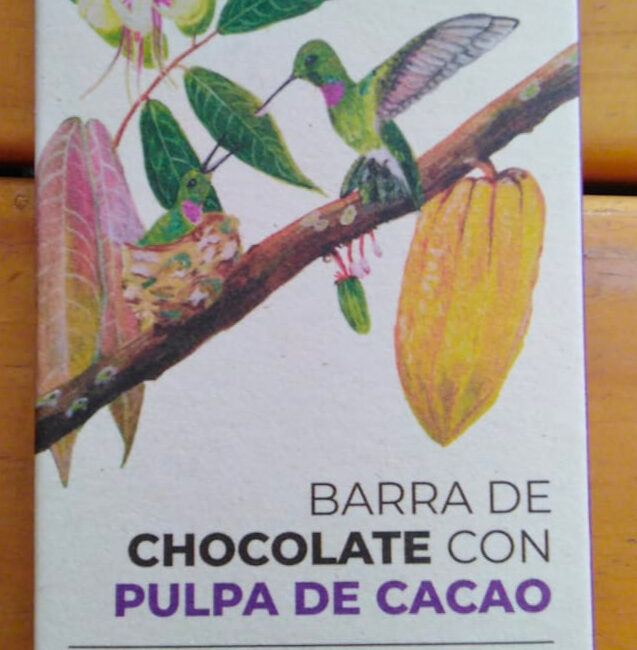 BARRA DE
CHOCOLATE CON
PULPA DE CACAO